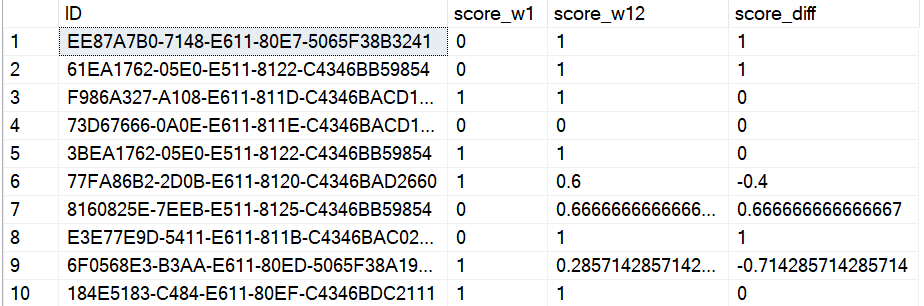 ID score_w1 score_w12 score_diff
1 EE87A7B0-7148-E611-80E7-5065F38B3241 0 1 1
2 61EA1762-05E0-E511-8122-C4346BB59854 0 1 1
3 F986A327-A108-E611-811D-C4346BACD1... 1 1 0
4 73D67666-0A0E-E611-811E-C4346BACD1... 0 0 0
5 3BEA1762-05E0-E511-8122-C4346BB59854 1 1 0
6 77FA86B2-2D0B-E611-8120-C4346BAD2660 1 0.6 -0.4
7 8160825E-7EEB-E511-8125-C4346BB59854 0 0.6666666666666... 0.666666666666667
8 E3E77E9D-5411-E611-811B-C4346BAC02... 0 1 1
9 6F0568E3-B3AA-E611-80ED-5065F38A19... 1 0.2857142857142... -0.714285714285714
10 184E5183-C484-E611-80EF-C4346BDC2111 1 1 0